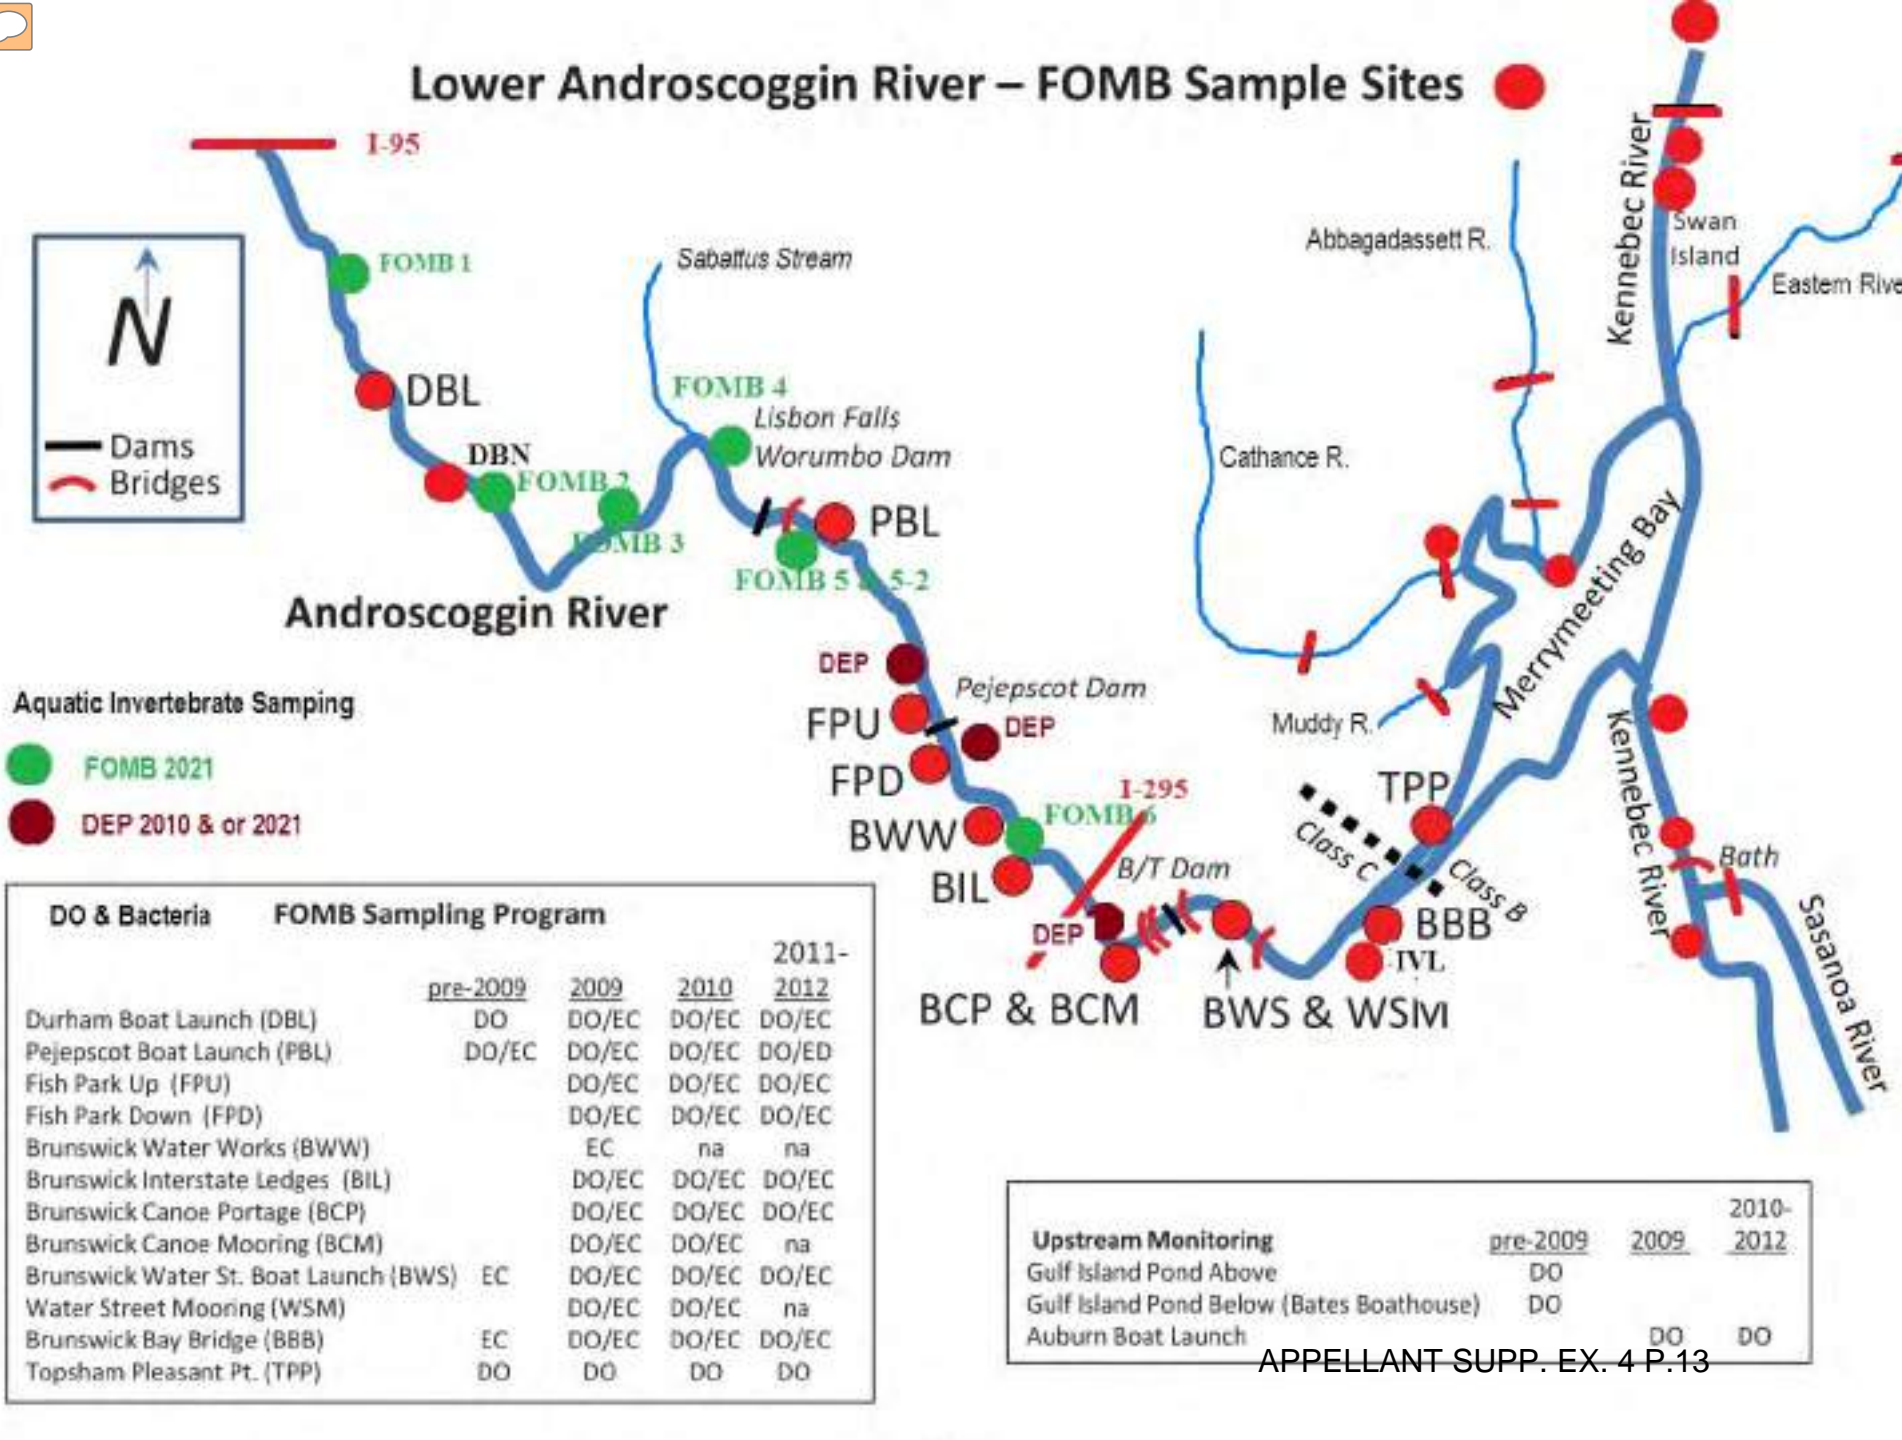 Lower Androscoggin River – FOMB Sample Sites
I-95
N
Dams
Bridges
FOMB 1
DBL
DBN
FOMB 2
FOMB 3
Sabattus Stream
FOMB 4
Lisbon Falls
Worumbo Dam
PBL
FOMB 5 & 5-2
Androscoggin River
Abbagadassett R.
Cathance R.
Kennebec River
Swan
Island
Eastern Rive
Merrymeeting Bay
Muddy R.
DEP
FPU
Pejepscot Dam
DEP
FPD
BWW
FOMB 6
I-295
BIL
B/T Dam
DEP
BCP & BCM
BWS & WSM
TPP
Class C
Class B
BBB
IVL
Kennebec River
Bath
Sasanoa River
Aquatic Invertebrate Samping
FOMB 2021
DEP 2010 & or 2021
DO & Bacteria FOMB Sampling Program
2011-
pre-2009 2009 2010 2012
Durham Boat Launch (DBL) DO DO/EC DO/EC DO/EC
Pejepscot Boat Launch (PBL) DO/EC DO/EC DO/EC DO/ED
Fish Park Up (FPU) DO/EC DO/EC DO/EC
Fish Park Down (FPD) DO/EC DO/EC DO/EC
Brunswick Water Works (BWW) EC na na
Brunswick Interstate Ledges (BIL) DO/EC DO/EC DO/EC
Brunswick Canoe Portage (BCP) DO/EC DO/EC DO/EC
Brunswick Canoe Mooring (BCM) DO/EC DO/EC na
Brunswick Water St. Boat Launch (BWS) EC DO/EC DO/EC DO/EC
Water Street Mooring (WSM) DO/EC DO/EC na
Brunswick Bay Bridge (BBB) EC DO/EC DO/EC DO/EC
Topsham Pleasant Pt. (TPP) DO DO DO DO
2010-
Upstream Monitoring pre-2009 2009 2012
Gulf Island Pond Above DO
Gulf Island Pond Below (Bates Boathouse) DO
Auburn Boat Launch DO DO
APPELLANT SUPP. EX. 4 P.13